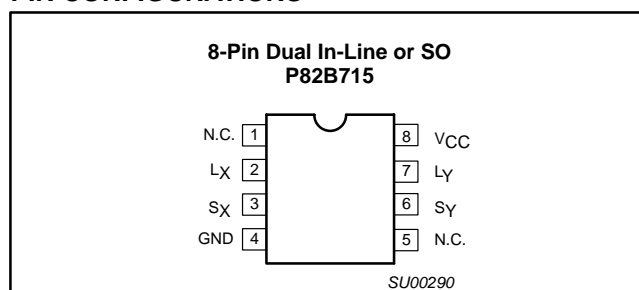 8-Pin Dual In-Line or SO
P82B715
N.C. 1 8 VCC
LX 2 7 LY
SX 3 6 SY
GND 4 5 N.C.
SU00290